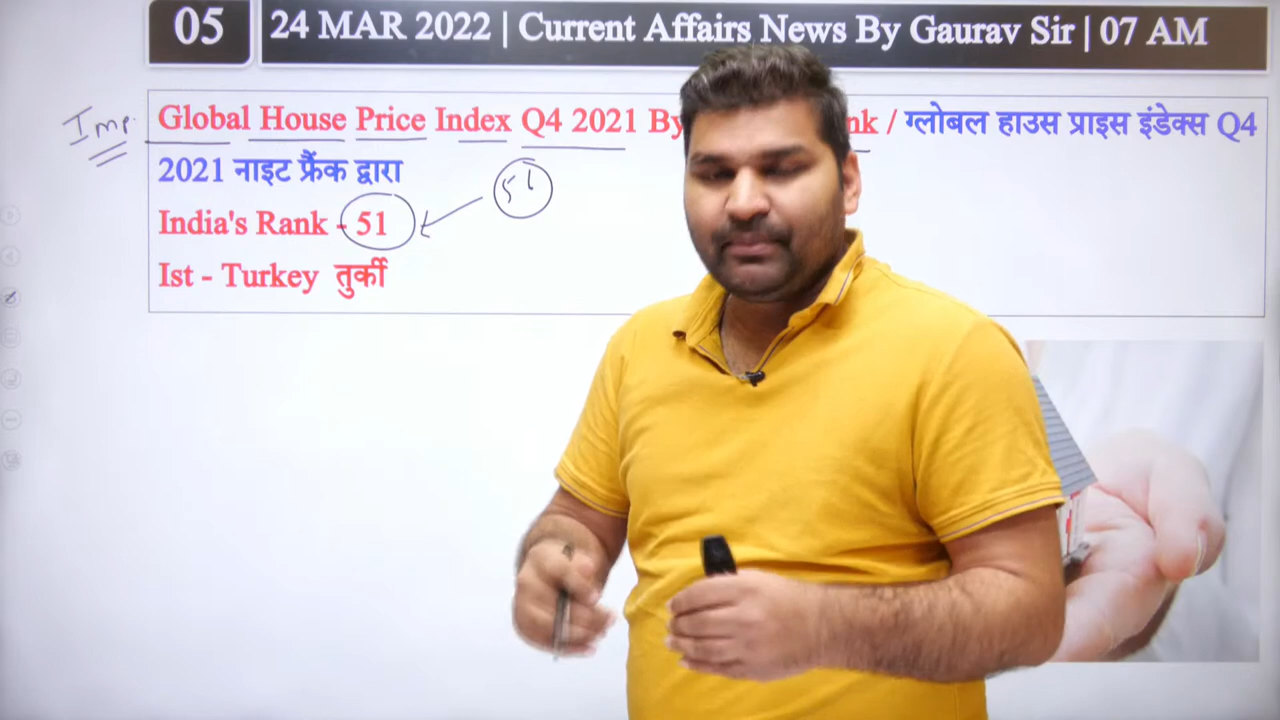 05
24 MAR 2022 | Current Affairs News By Gaurav Sir | 07 AM
Imp.
Global House Price Index Q4 2021 By nk / ग्लोबल हाउस प्राइस इंडेक्स Q4
2021 नाइट फ्रैंक द्वारा
51
India's Rank - 51
Ist - Turkey तुर्की